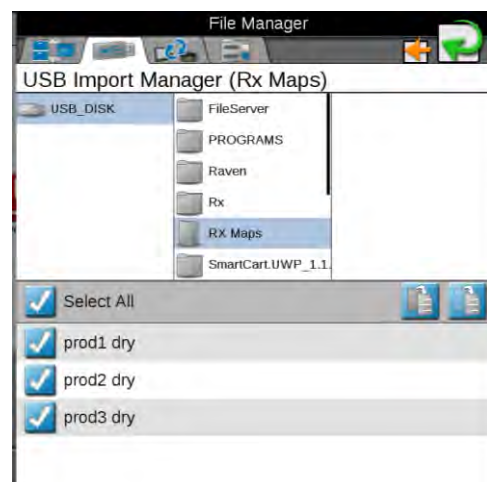 File Manager
USB Import Manager (Rx Maps)
USB_DISK
FileServer
PROGRAMS
Raven
Rx
RX Maps
SmartCart.UWP_1.1.
Select All
prod1 dry
prod2 dry
prod3 dry